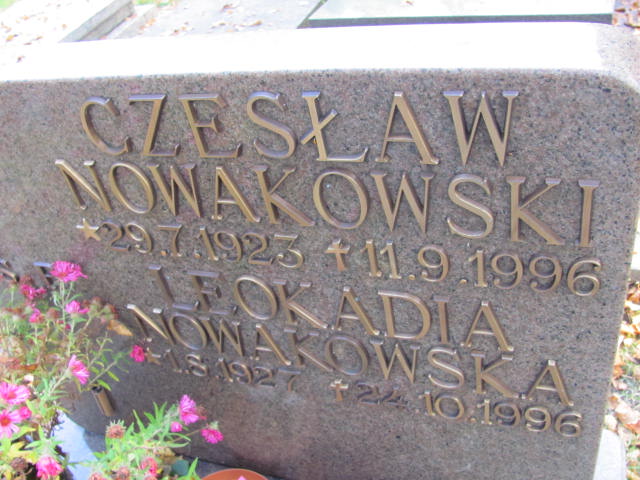 CZESŁAW
NOWAKOWSKI
*29.7.1923 †11.9.1996
LEOKADIA
NOWAKOWSKA
*1.8.1927 †24.10.1996